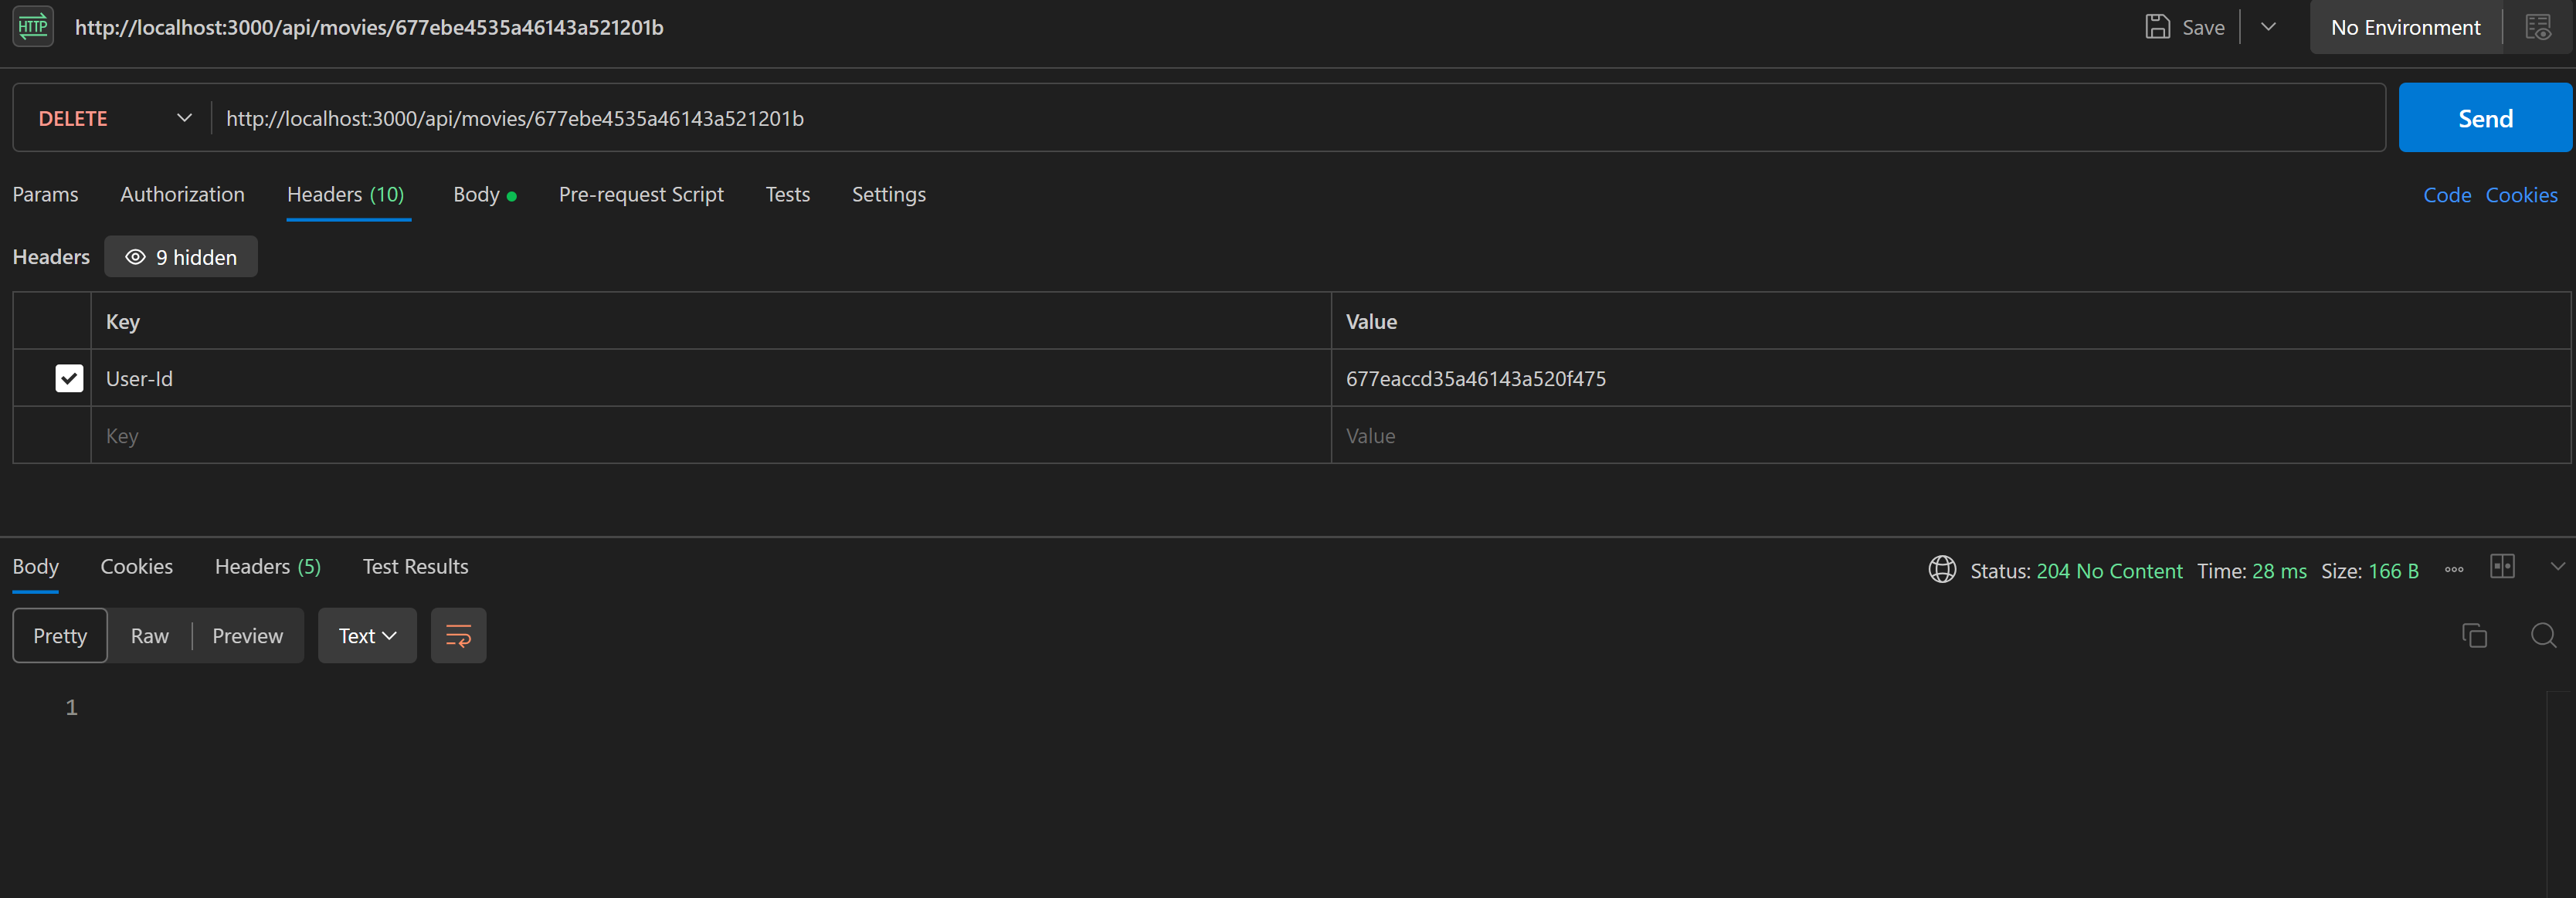 HTTP http://localhost:3000/api/movies/677ebe4535a46143a521201b Save No Environment
DELETE http://localhost:3000/api/movies/677ebe4535a46143a521201b Send
Params Authorization Headers (10) Body Pre-request Script Tests Settings Code Cookies
Headers 9 hidden
Key Value
User-Id 677eaccd35a46143a520f475
Key Value
Body Cookies Headers (5) Test Results Status: 204 No Content Time: 28 ms Size: 166 B
Pretty Raw Preview Text
1